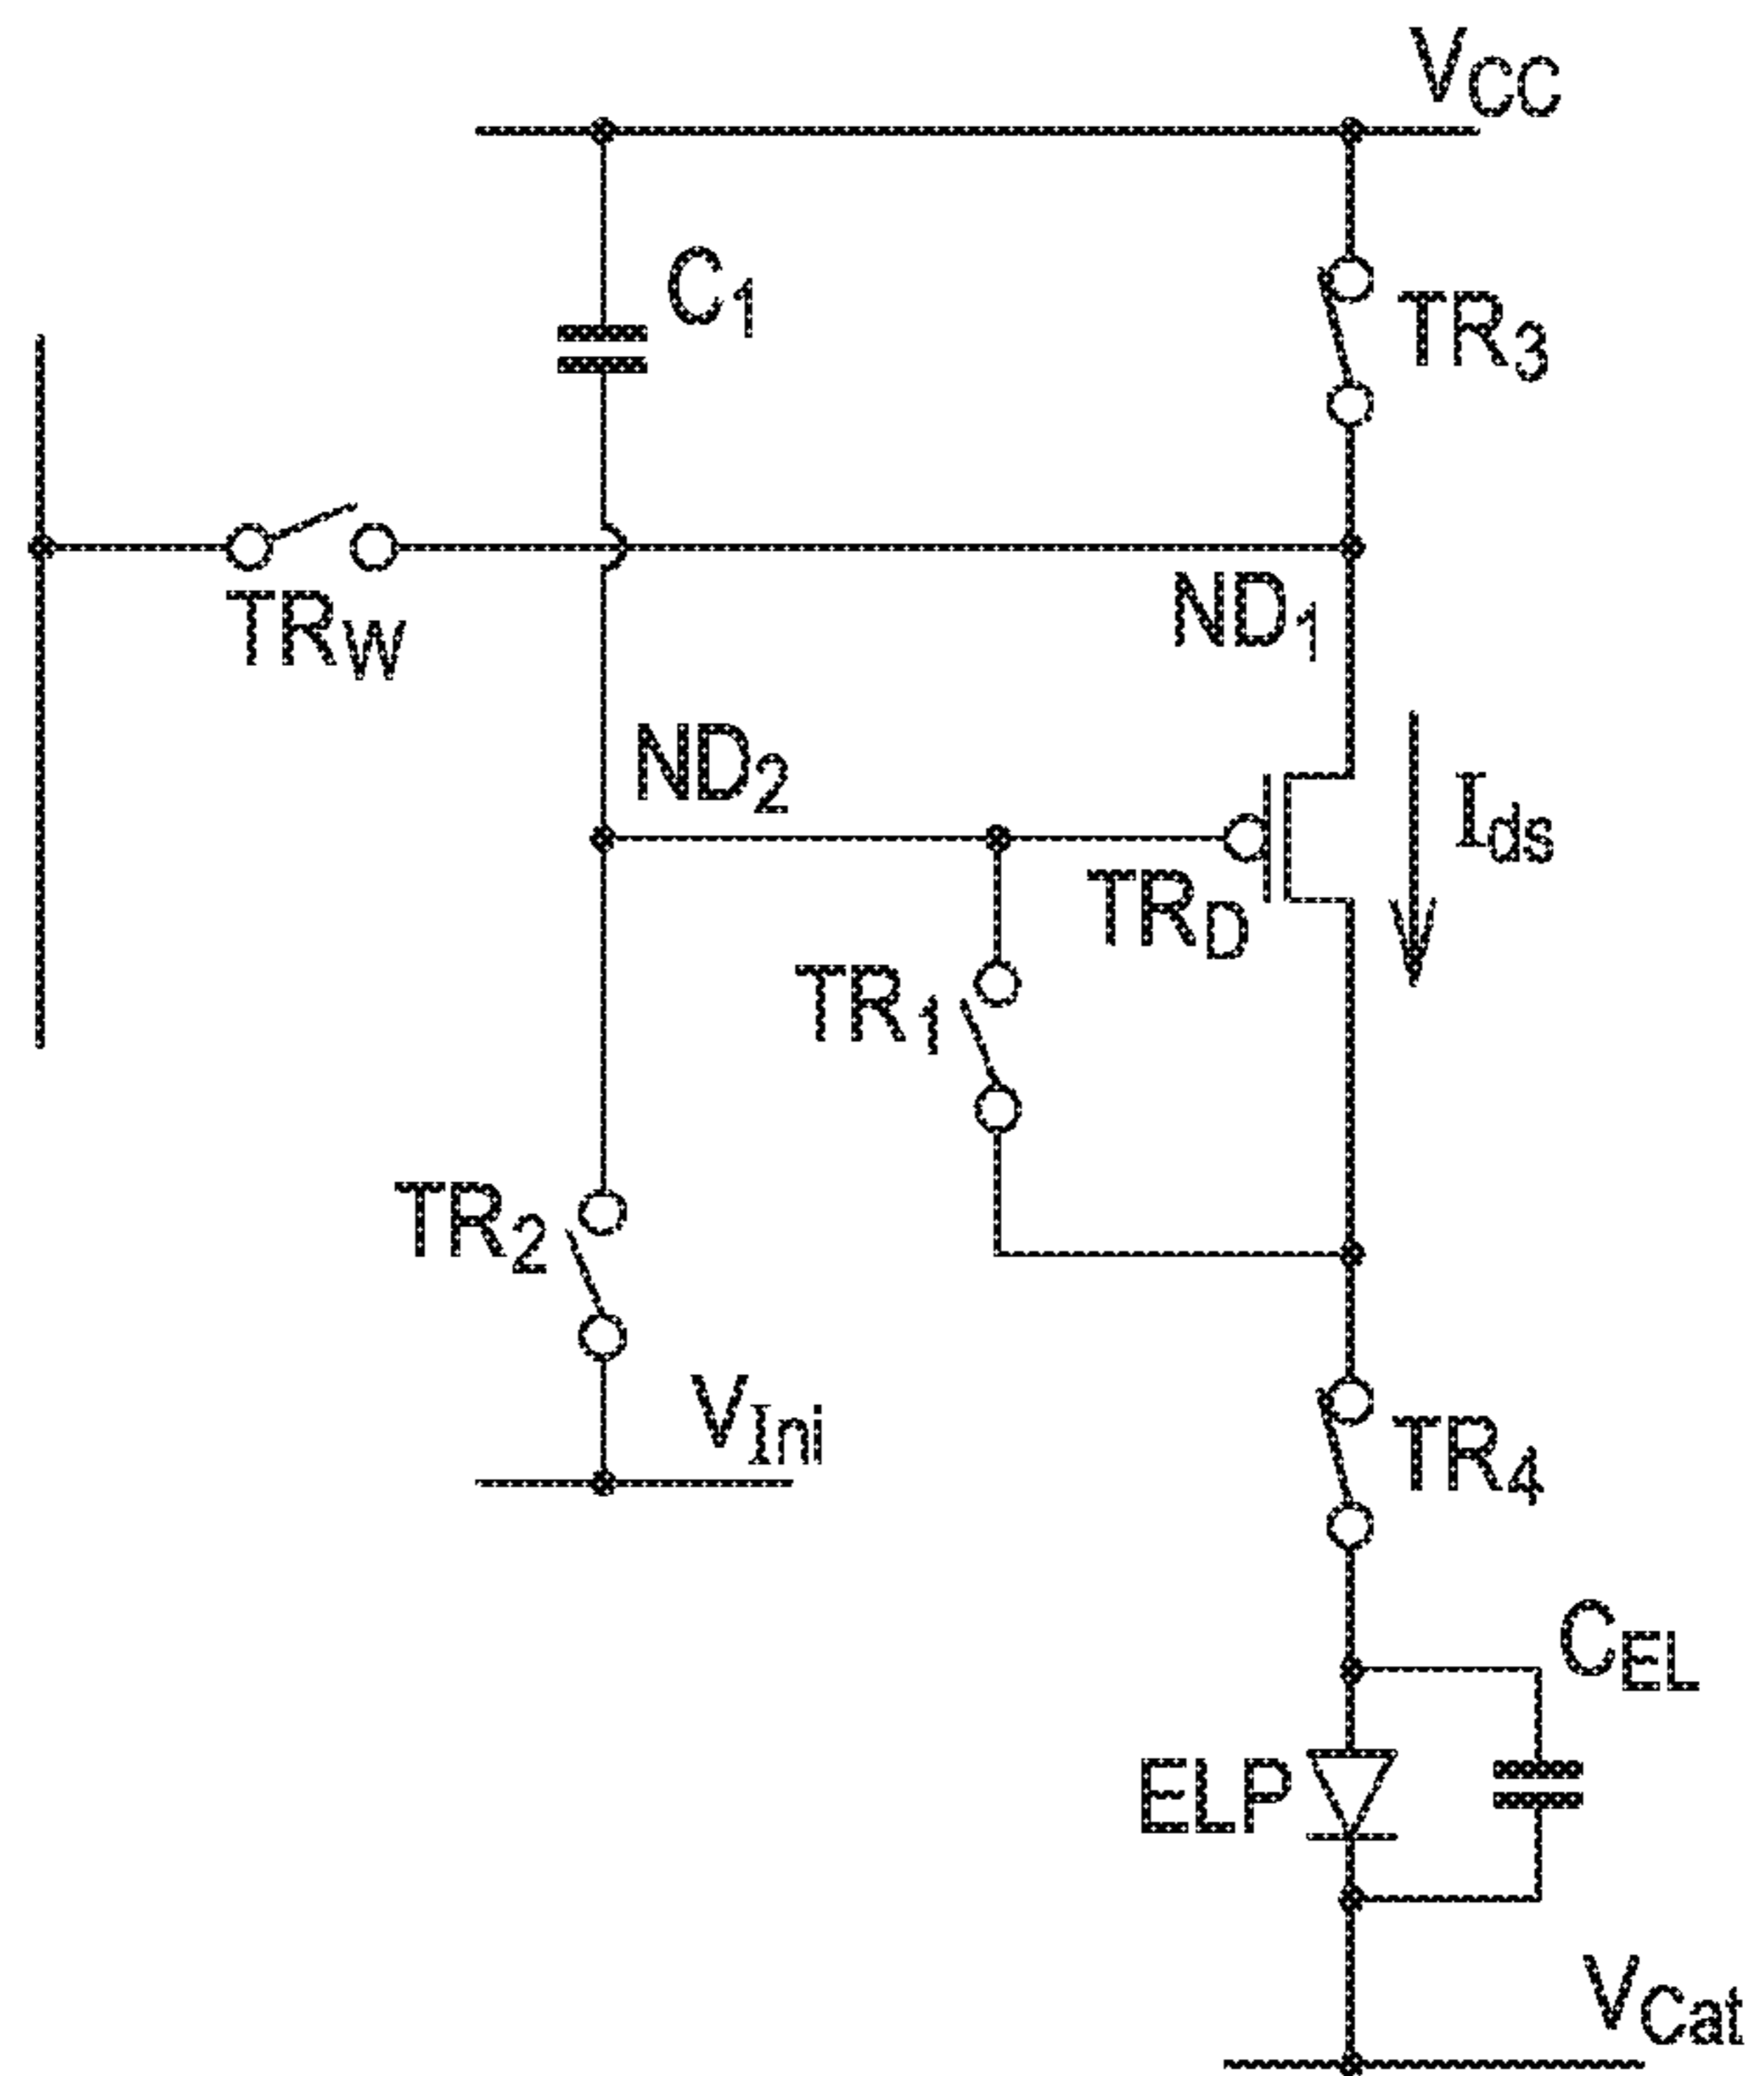 VCC
C1
TR3
TRW
ND1
ND2
Ids
TRD
TR1
TR2
VIni
TR4
CEL
ELP
VCat